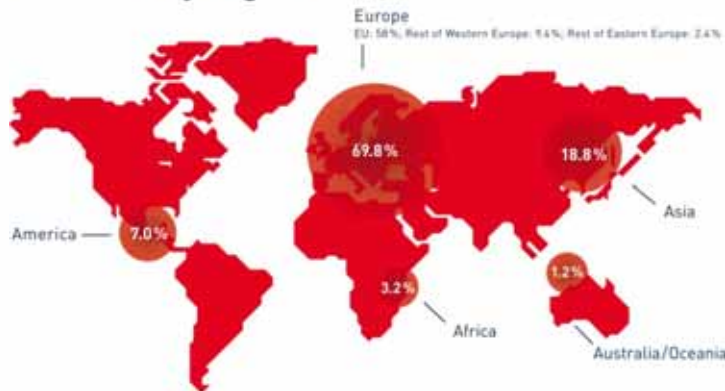 Europe
EU: 58%; Rest of Western Europe: 9.4%; Rest of Eastern Europe: 2.4%
69.8%
18.8%
Asia
America
7.0%
1.2%
3.2%
Africa
Australia/Oceania